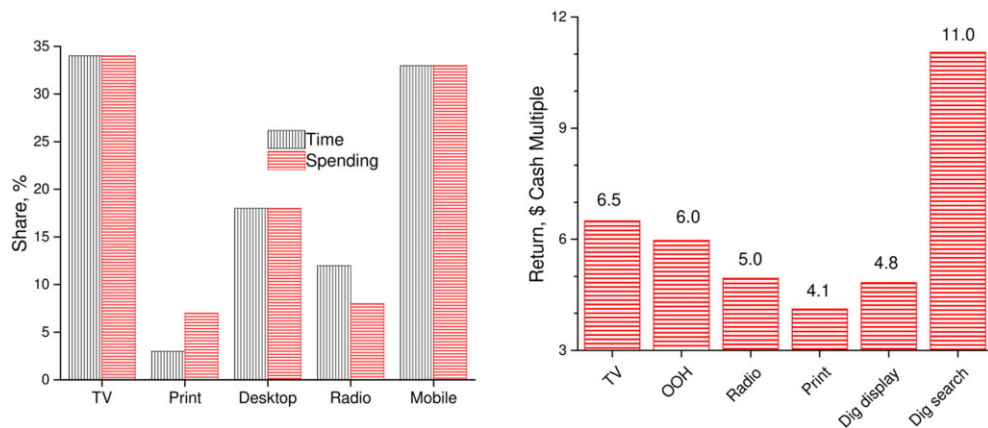 35
30
25
20
15
10
5
0
Share, %
Time
Spending
TV Print Desktop Radio Mobile
12
12
6
3
Return, $ Cash Multiple
6.5
6.0
5.0
4.1
4.8
11.0
TV
OOH
Radio
Print
Dig display
Dig search